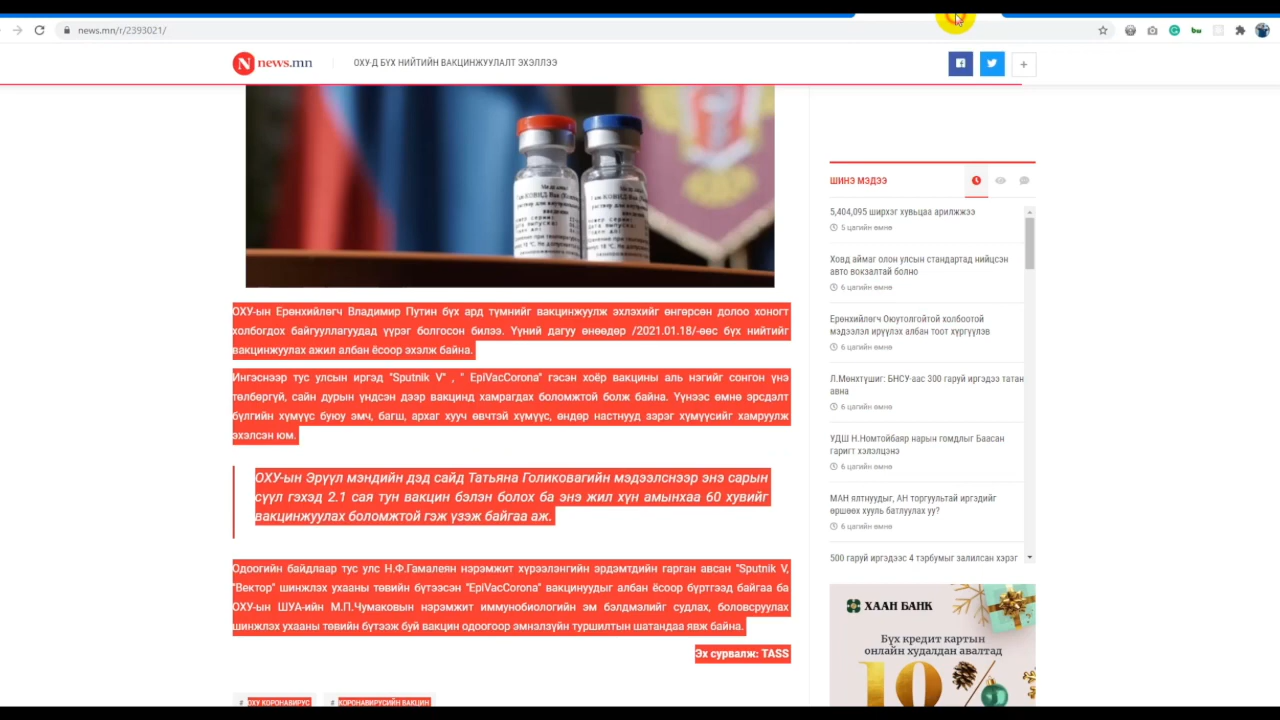 news.mn/r/2393021/
news.mn
ОХУ-Д БҮХ НИЙТИЙН ВАКЦИНЖУУЛАЛТ ЭХЭЛЛЭЭ
ОХУ-ын Ерөнхийлөгч Владимир Путин бүх ард түмнийг вакцинжуулж эхлэхийг өнгөрсөн долоо хоногт
холбогдох байгууллагуудад үүрэг болгосон билээ. Үүний дагуу өнөөдөр /2021.01.18/-өөс бүх нийтийг
вакцинжуулах ажил албан ёсоор эхэлж байна.
Ингэснээр тус улсын иргэд "Sputnik V" , " EpiVacCorona" гэсэн хоёр вакцины аль нэгийг сонгон үнэ
төлбөргүй, сайн дурын үндсэн дээр вакцинд хамрагдах боломжтой болж байна. Үүнээс өмнө эрсдэлт
бүлгийн хүмүүс буюу эмч, багш, архаг хууч өвчтэй хүмүүс, өндөр настнууд зэрэг хүмүүсийг хамруулж
эхэлсэн юм.
ОХУ-ын Эрүүл мэндийн дэд сайд Татьяна Голиковагийн мэдээлснээр энэ сарын
сүүл гэхэд 2.1 сая тун вакцин бэлэн болох ба энэ жил хүн амынхаа 60 хувийг
вакцинжуулах боломжтой гэж үзэж байгаа аж.
Одоогийн байдлаар тус улс Н.Ф.Гамалеян нэрэмжит хүрээлэнгийн эрдэмтдийн гарган авсан "Sputnik V,
"Вектор" шинжлэх ухааны төвийн бүтээсэн "EpiVacCorona" вакцинуудыг албан ёсоор бүртгээд байгаа ба
ОХУ-ын ШУА-ийн М.П.Чумаковын нэрэмжит иммунобиологийн эм бэлдмэлийг судлах, боловсруулах
шинжлэх ухааны төвийн бүтээж буй вакцин одоогоор эмнэлзүйн туршилтын шатандаа явж байна.
Эх сурвалж: TASS
# ОХУ КОРОНАВИРУС # КОРОНАВИРУСИЙН ВАКЦИН
ШИНЭ МЭДЭЭ
5,404,095 ширхэг хувьцаа арилжжээ
5 цагийн өмнө
Ховд аймаг олон улсын стандартад нийцсэн
авто вокзалтай болно
6 цагийн өмнө
Ерөнхийлөгч Оюутолгойтой холбоотой
мэдээлэл ирүүлэх албан тоот хүргүүлэв
6 цагийн өмнө
Л.Мөнхтүшиг: БНСУ-аас 300 гаруй иргэдээ татан
авна
6 цагийн өмнө
УДШ Н.Номтойбаяр нарын гомдлыг Баасан
гаригт хэлэлцэнэ
6 цагийн өмнө
МАН ялтнуудыг, АН торгуультай иргэдийг
өршөөх хууль батлуулах уу?
6 цагийн өмнө
500 гаруй иргэдээс 4 тэрбумыг залилсан хэрэг
ХААН БАНК
Бүх кредит картын
онлайн худалдан авалтад
10